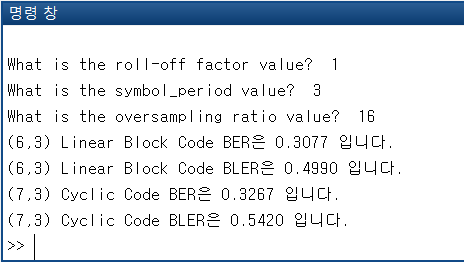 명령 창
What is the roll-off factor value?  1
What is the symbol_period value?  3
What is the oversampling ratio value?  16
(6,3) Linear Block Code BER은 0.3077 입니다.
(6,3) Linear Block Code BLER은 0.4990 입니다.
(7,3) Cyclic Code BER은 0.3267 입니다.
(7,3) Cyclic Code BLER은 0.5420 입니다.
>>